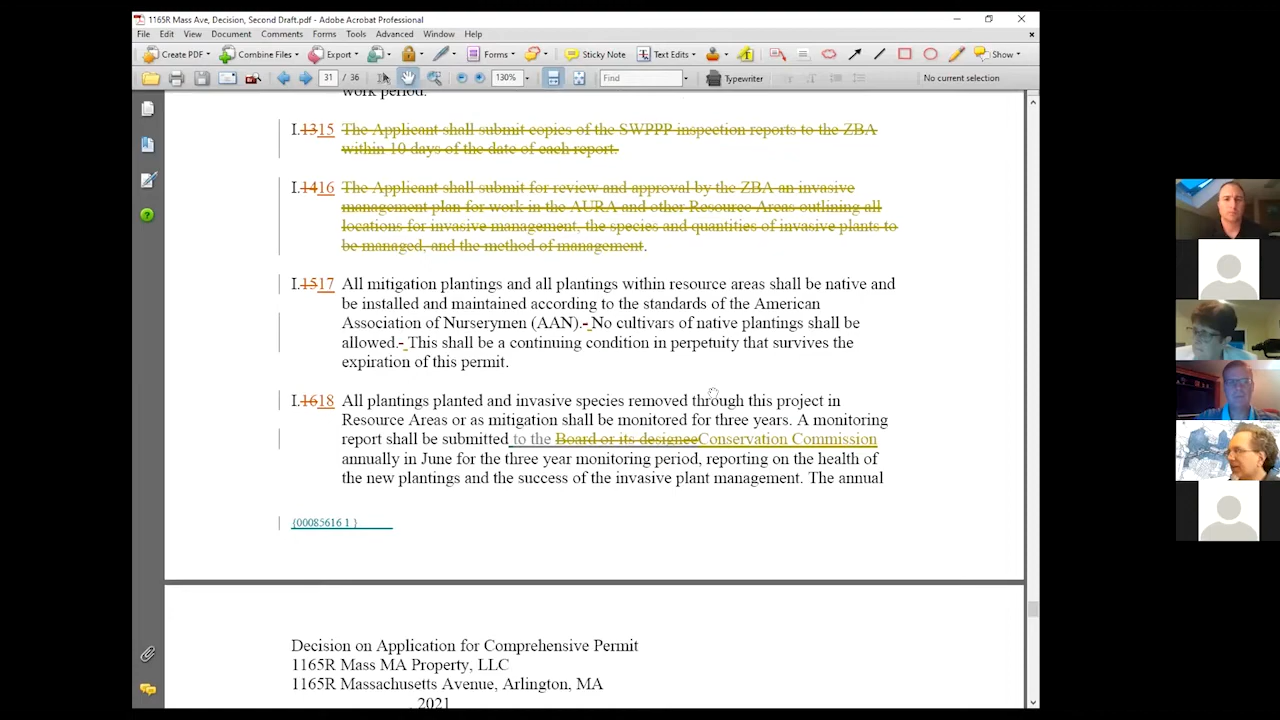 1165R Mass Ave, Decision, Second Draft.pdf - Adobe Acrobat Professional
File Edit View Document Comments Forms Tools Advanced Window Help
Create PDF Combine Files Export Forms Sticky Note Text Edits Show
31 / 36 130% Find Typewriter No current selection
work period.
I.1315 The Applicant shall submit copies of the SWPPP inspection reports to the ZBA
within 10 days of the date of each report.
I.1416 The Applicant shall submit for review and approval by the ZBA an invasive
management plan for work in the AURA and other Resource Areas outlining all
locations for invasive management, the species and quantities of invasive plants to
be managed, and the method of management.
I.1517 All mitigation plantings and all plantings within resource areas shall be native and
be installed and maintained according to the standards of the American
Association of Nurserymen (AAN).- No cultivars of native plantings shall be
allowed.- This shall be a continuing condition in perpetuity that survives the
expiration of this permit.
I.1618 All plantings planted and invasive species removed through this project in
Resource Areas or as mitigation shall be monitored for three years. A monitoring
report shall be submitted to the Board or its designeeConservation Commission
annually in June for the three year monitoring period, reporting on the health of
the new plantings and the success of the invasive plant management. The annual
{00085616 1 }
Decision on Application for Comprehensive Permit
1165R Mass MA Property, LLC
1165R Massachusetts Avenue, Arlington, MA
, 2021